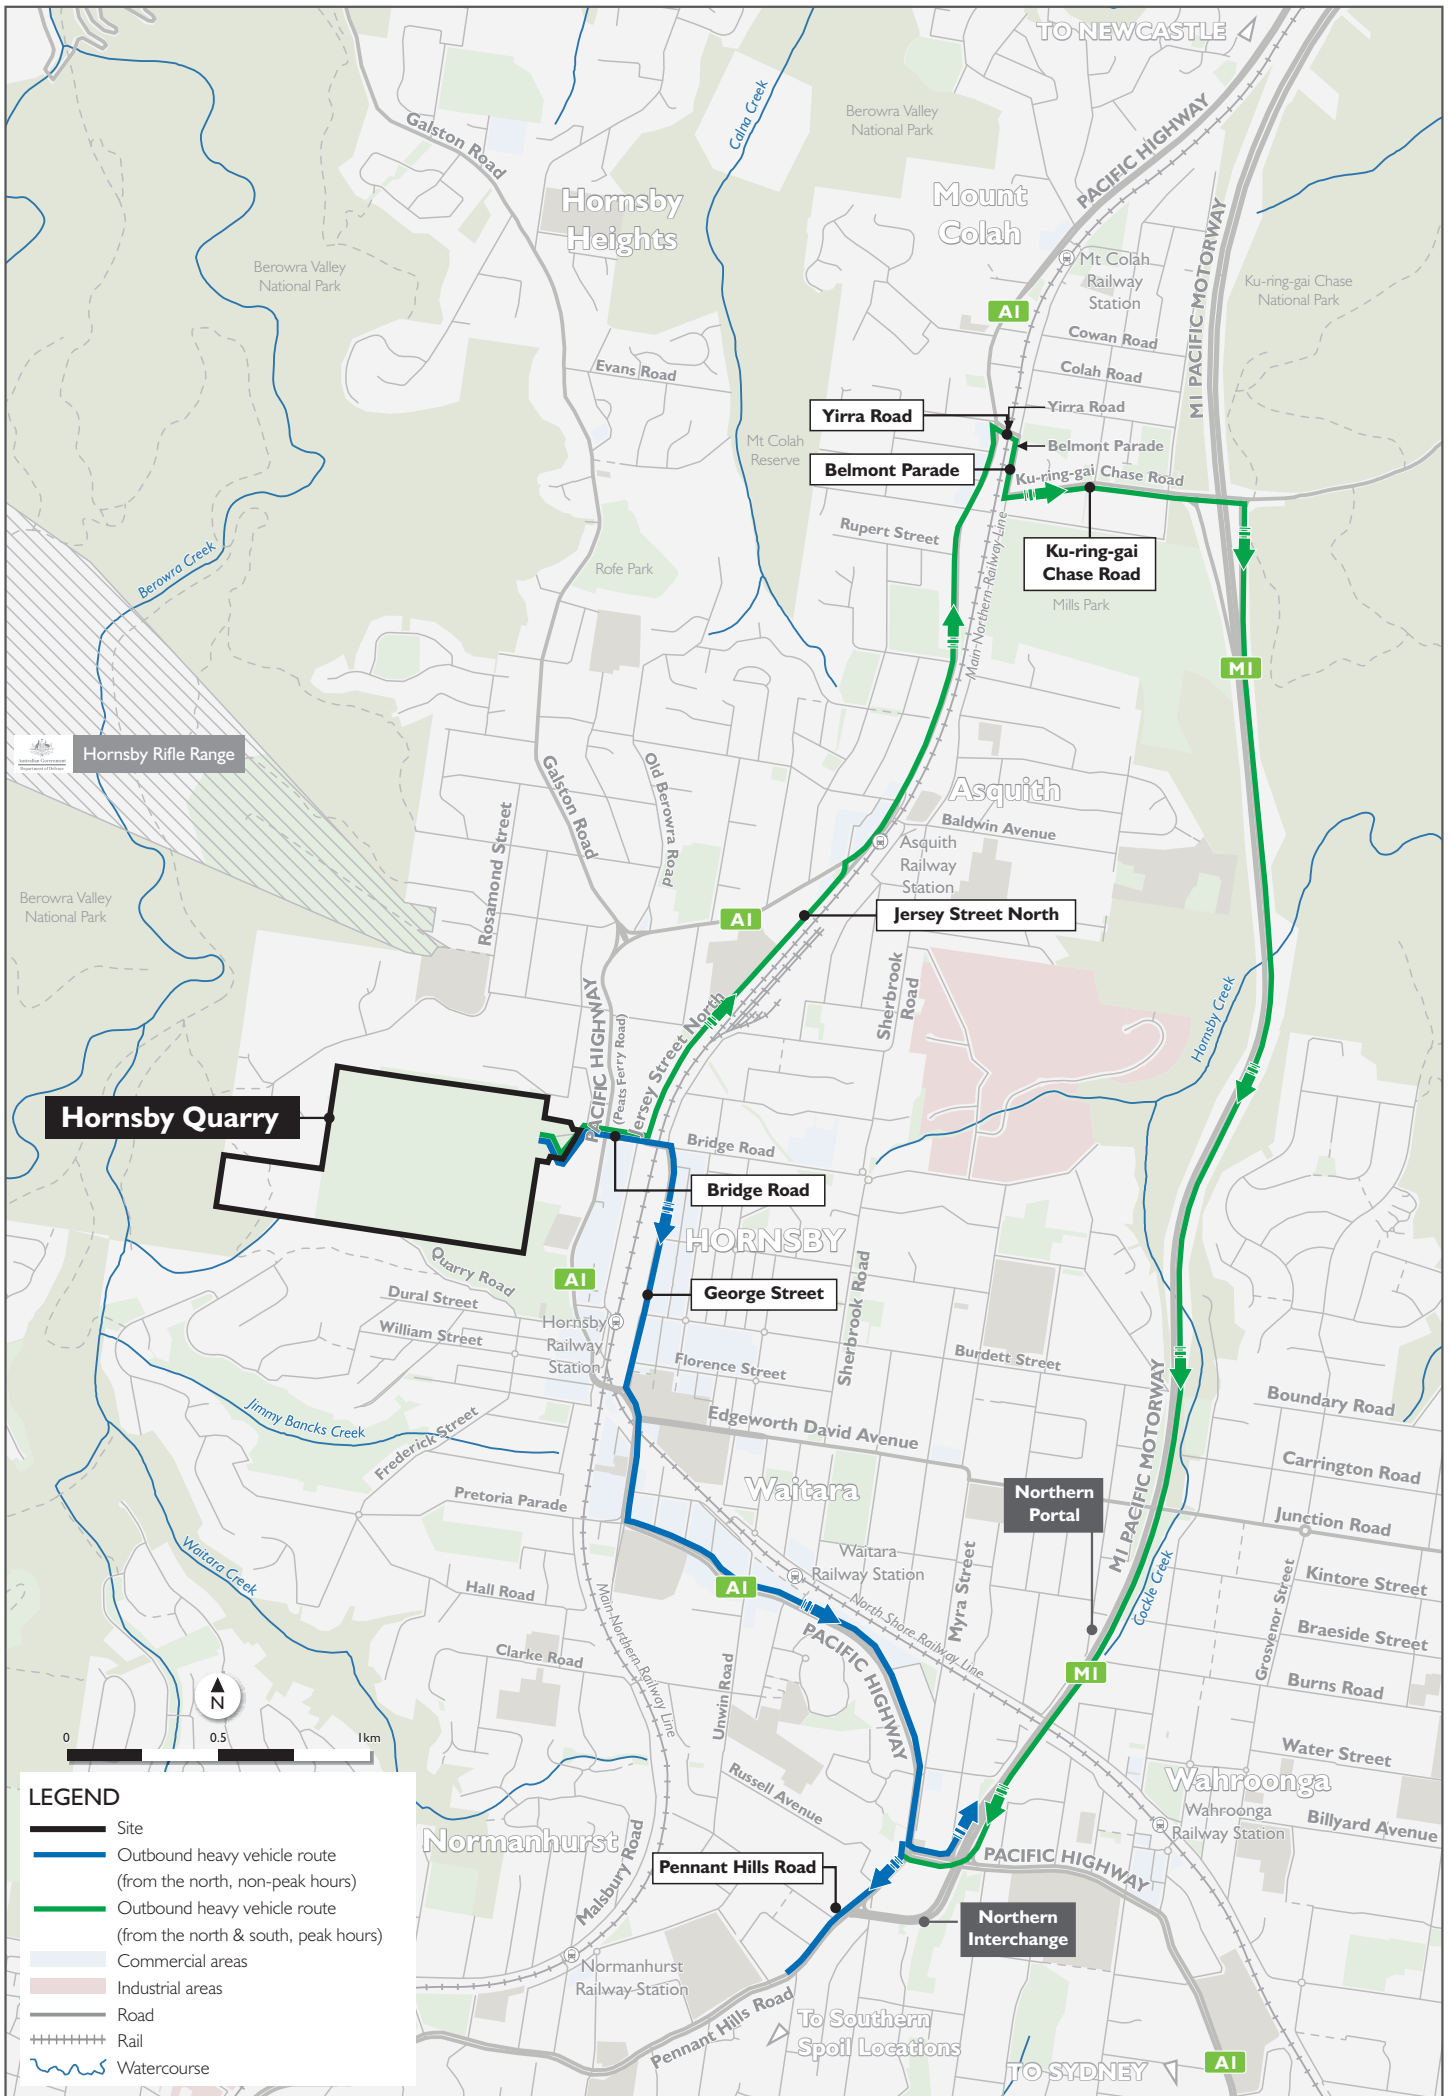 TO NEWCASTLE
Galston Road
Calna Creek
Berowra Valley
National Park
PACIFIC HIGHWAY
Hornsby
Heights
Mount
Colah
M1 PACIFIC MOTORWAY
Berowra Valley
National Park
Mt Colah
Railway
Station
Ku-ring-gai Chase
National Park
A1
Cowan Road
Evans Road
Colah Road
Yirra Road
Yirra Road
Mt Colah
Reserve
Belmont Parade
Belmont Parade
Ku-ring-gai Chase Road
Rupert Street
Main Northern Railway Line
Ku-ring-gai
Chase Road
Berowra Creek
Rofe Park
Mills Park
M1
Australian Government
Department of Defence
Hornsby Rifle Range
Galston Road
Old Berowra Road
Asquith
Rosamond Street
Baldwin Avenue
Asquith
Railway
Station
Berowra Valley
National Park
A1
Jersey Street North
Sherbrook
Road
Hornsby Creek
PACIFIC HIGHWAY
(Peats Ferry Road)
Jersey Street North
Hornsby Quarry
Bridge Road
Bridge Road
HORNSBY
Quarry Road
A1
George Street
Dural Street
William Street
Hornsby
Railway
Station
Sherbrook Road
Florence Street
Burdett Street
Boundary Road
M1 PACIFIC MOTORWAY
Jimmy Bancks Creek
Frederick Street
Edgeworth David Avenue
Carrington Road
Waitara
Northern
Portal
Pretoria Parade
Junction Road
Waitara Creek
Waitara
Railway Station
Myra Street
Cockle Creek
Kintore Street
Hall Road
A1
Main Northern Railway Line
North Shore Railway Line
Grosvenor Street
Braeside Street
PACIFIC HIGHWAY
Clarke Road
M1
Burns Road
N
Unwin Road
0
0.5
1km
Water Street
Russell Avenue
Wahroonga
Wahroonga
Railway Station
Billyard Avenue
LEGEND
Site
Outbound heavy vehicle route
(from the north, non-peak hours)
Outbound heavy vehicle route
(from the north & south, peak hours)
Commercial areas
Industrial areas
Road
Rail
Watercourse
Normanhurst
Malsbury Road
Pennant Hills Road
PACIFIC HIGHWAY
Northern
Interchange
Normanhurst
Railway Station
Pennant Hills Road
To Southern
Spoil Locations
TO SYDNEY
A1